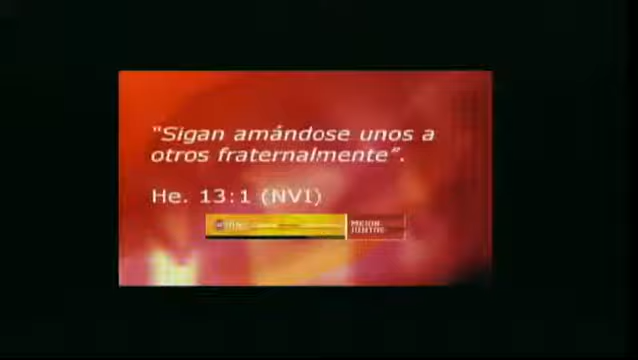 "Sigan amándose unos a
otros fraternalmente".
He. 13:1 (NVI)
MEJOR
JUNTOS